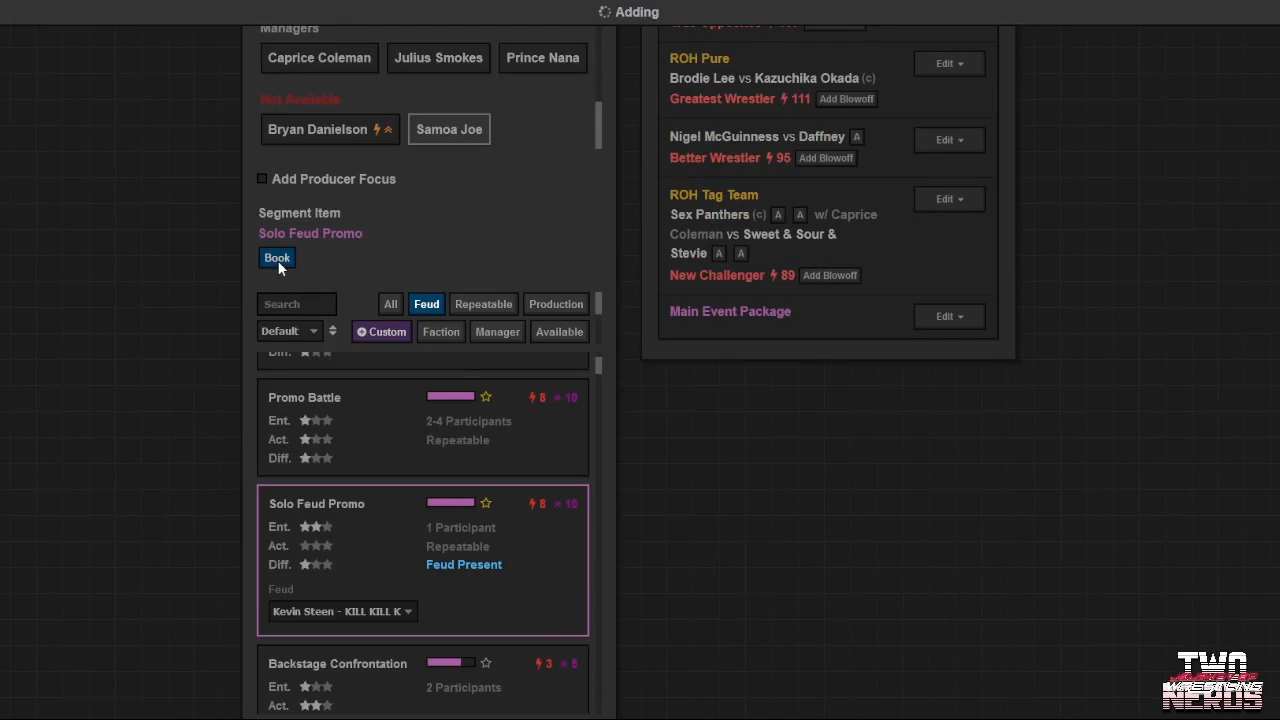 Adding
Managers
Caprice Coleman Julius Smokes Prince Nana
Not Available
Bryan Danielson Samoa Joe
Add Producer Focus
Segment Item
Solo Feud Promo
Book
Search All Feud Repeatable Production
Default Custom Faction Manager Available
Diff.
Promo Battle 8 10
Ent. 2-4 Participants
Act. Repeatable
Diff.
Solo Feud Promo 8 10
Ent. 1 Participant
Act. Repeatable
Diff. Feud Present
Feud
Kevin Steen - KILL KILL K
Backstage Confrontation 3 5
Ent. 2 Participants
Act.
ROH Pure Edit
Brodie Lee vs Kazuchika Okada (c)
Greatest Wrestler 111 Add Blowoff
Nigel McGuinness vs Daffney A Edit
Better Wrestler 95 Add Blowoff
ROH Tag Team Edit
Sex Panthers (c) A A w/ Caprice
Coleman vs Sweet & Sour &
Stevie A A
New Challenger 89 Add Blowoff
Main Event Package Edit
TWO
WRESTLING
NERDS